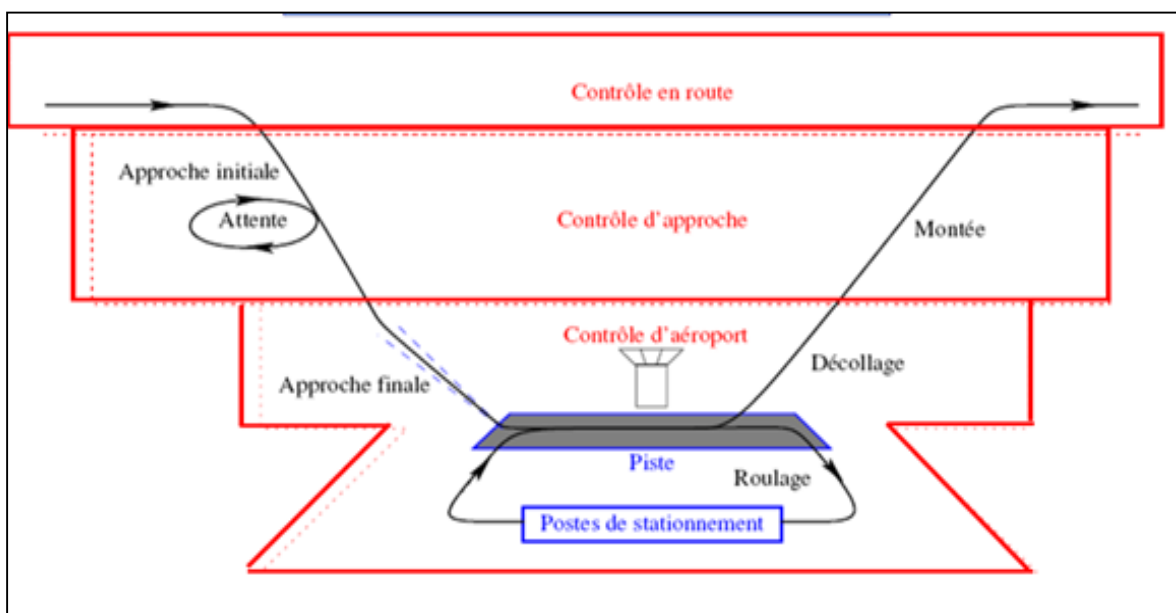 Contrôle en route
Approche initiale
Attente
Contrôle d'approche
Montée
Contrôle d'aéroport
Approche finale
Décollage
Piste
Roulage
Postes de stationnement